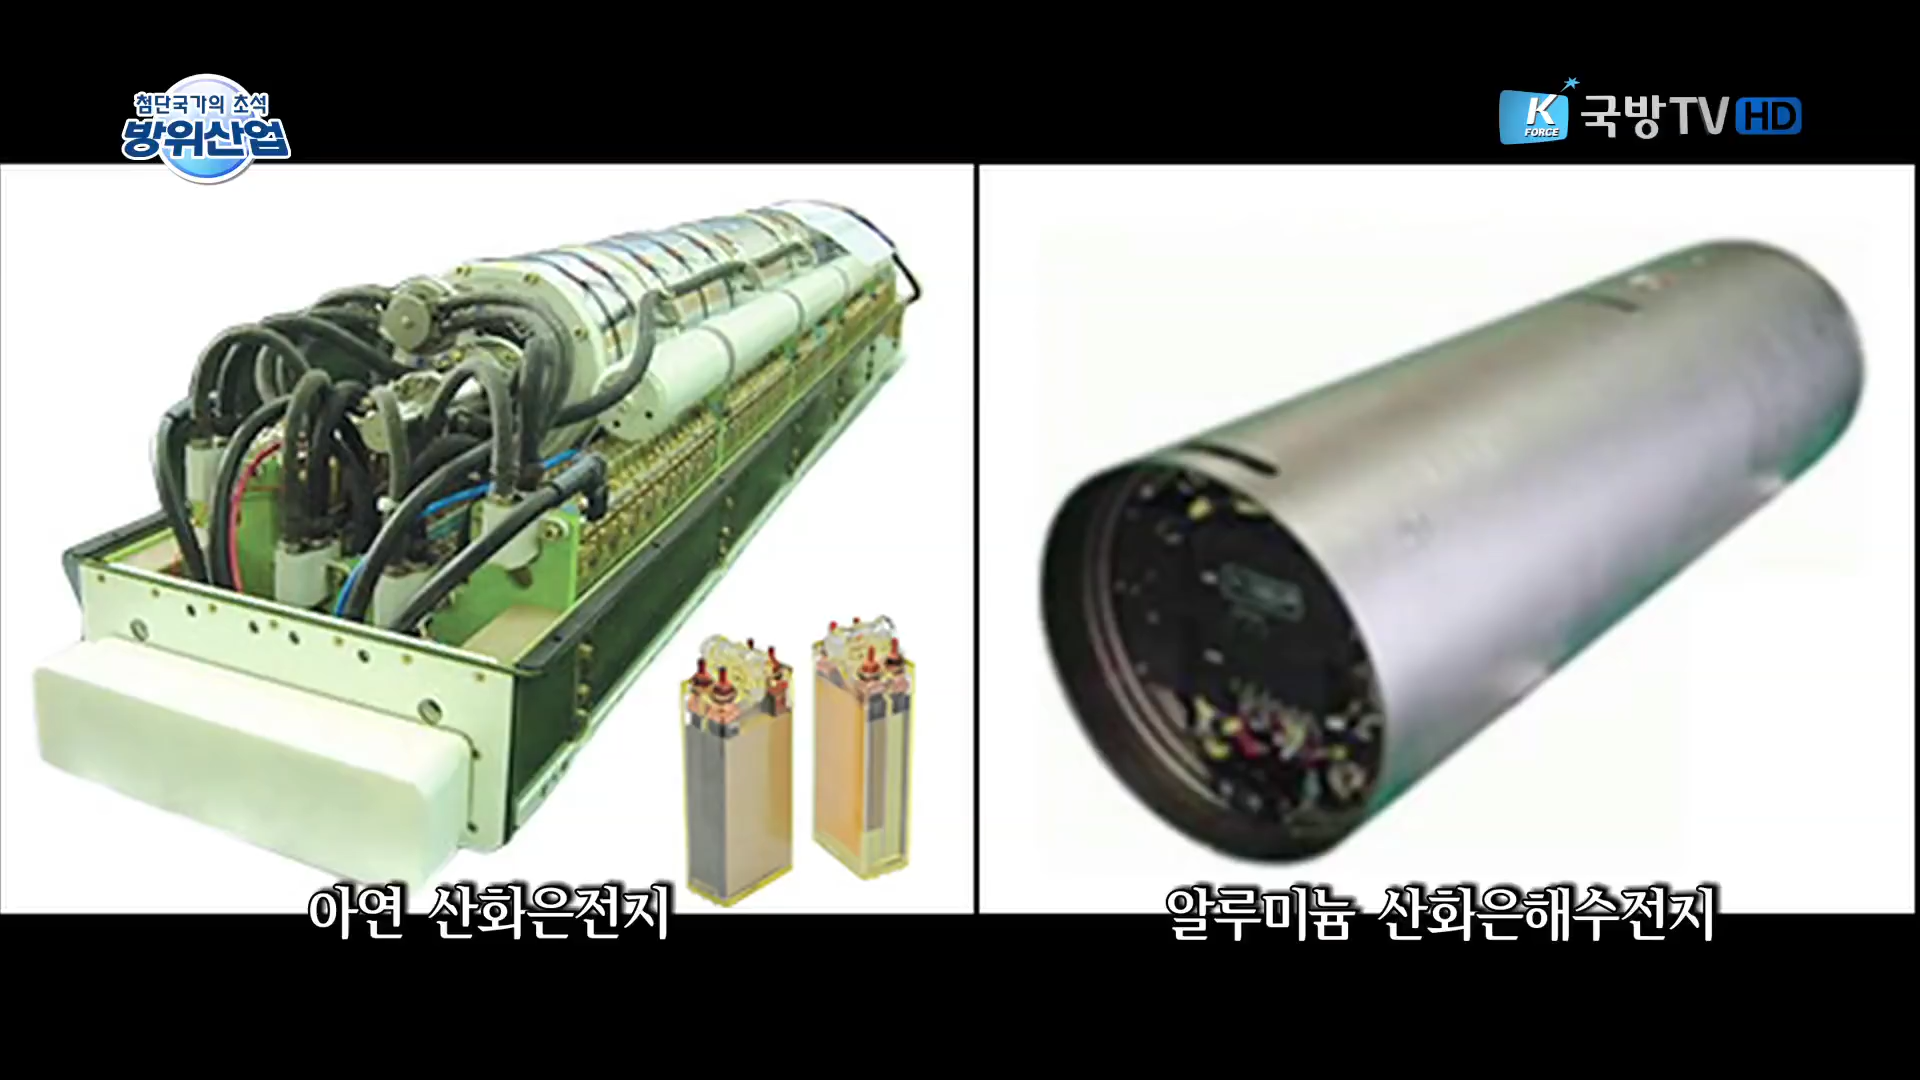 첨단국가의 초석
방위산업
K
FORCE
국방TV HD
아연 산화은전지
알루미늄 산화은해수전지